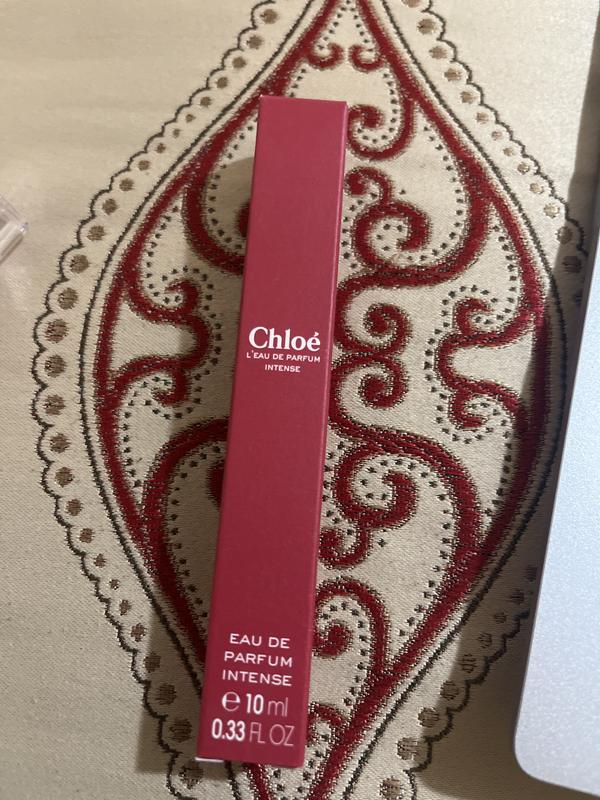 Chloé
L'EAU DE PARFUM
INTENSE
EAU DE
PARFUM
INTENSE
℮ 10 ml
0.33 FL OZ